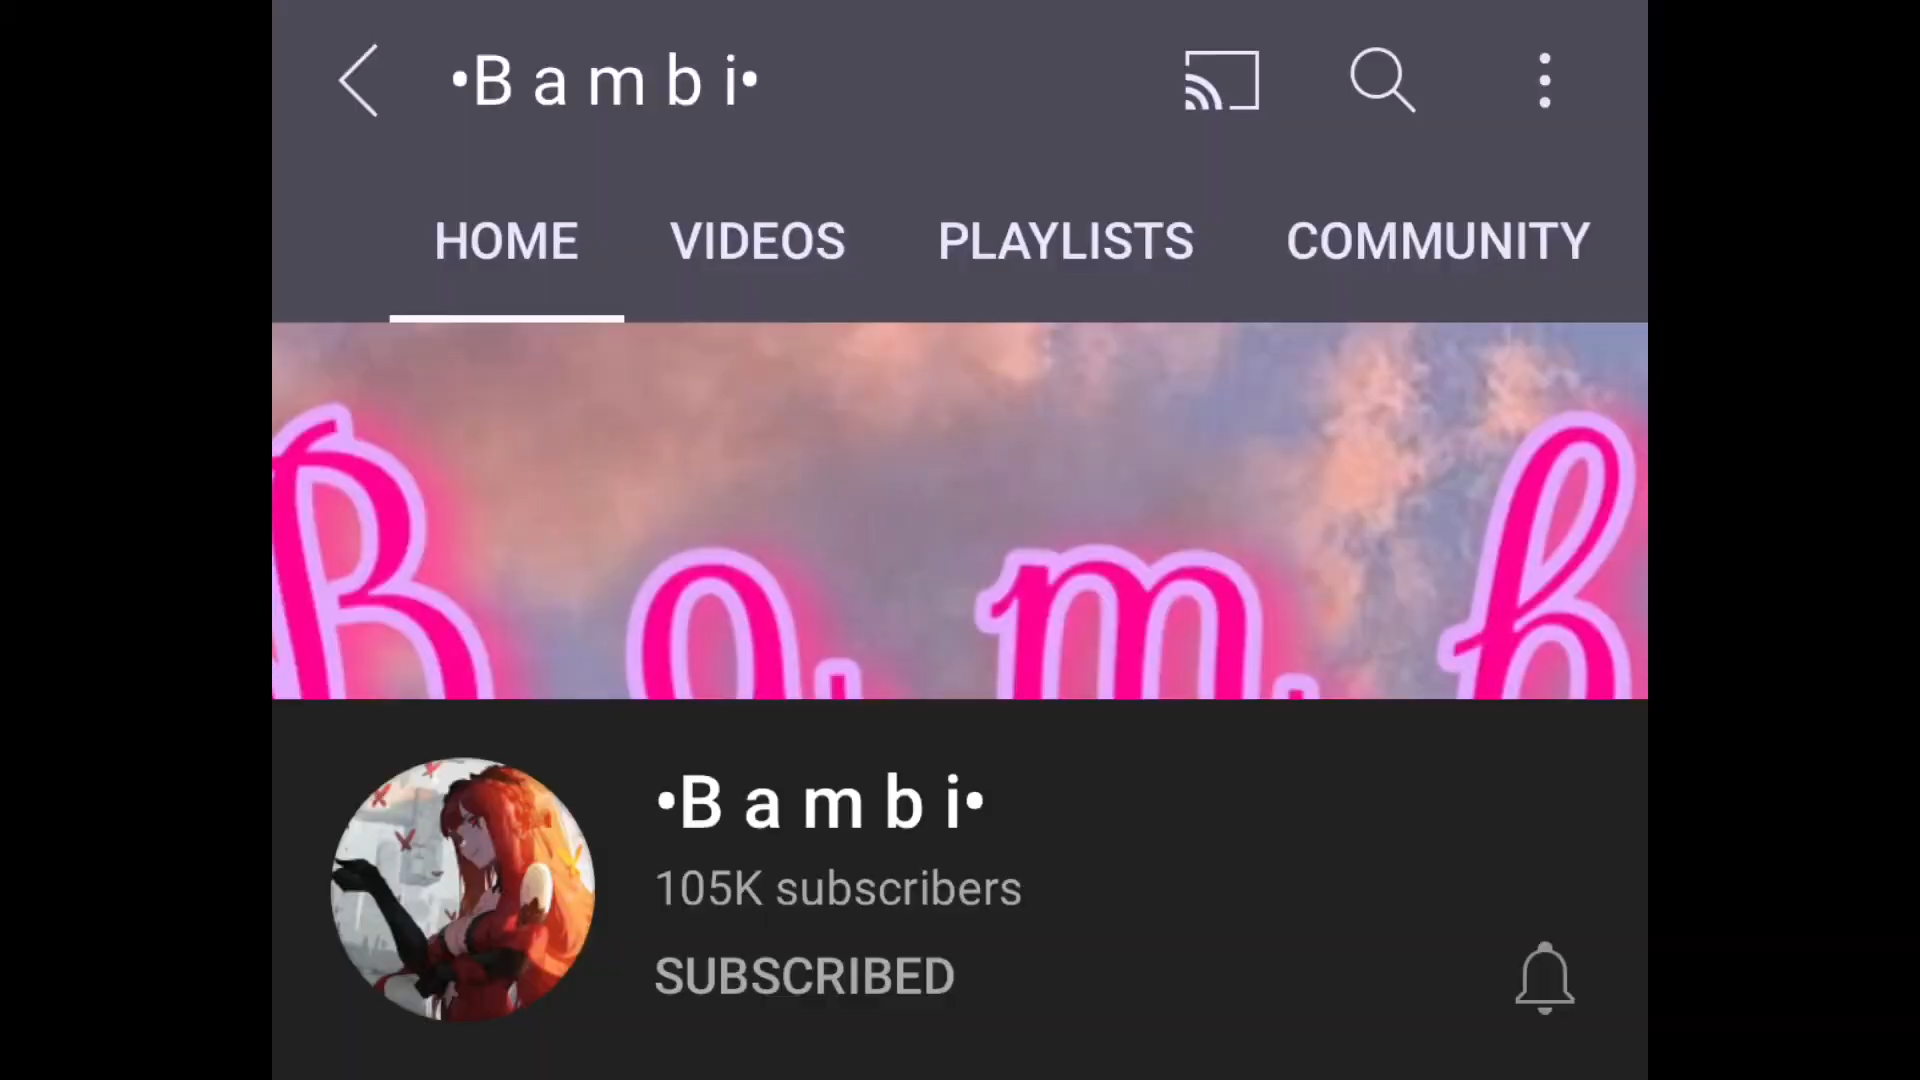 •B a m b i•
HOME VIDEOS PLAYLISTS COMMUNITY
B a m b
•B a m b i•
105K subscribers
SUBSCRIBED